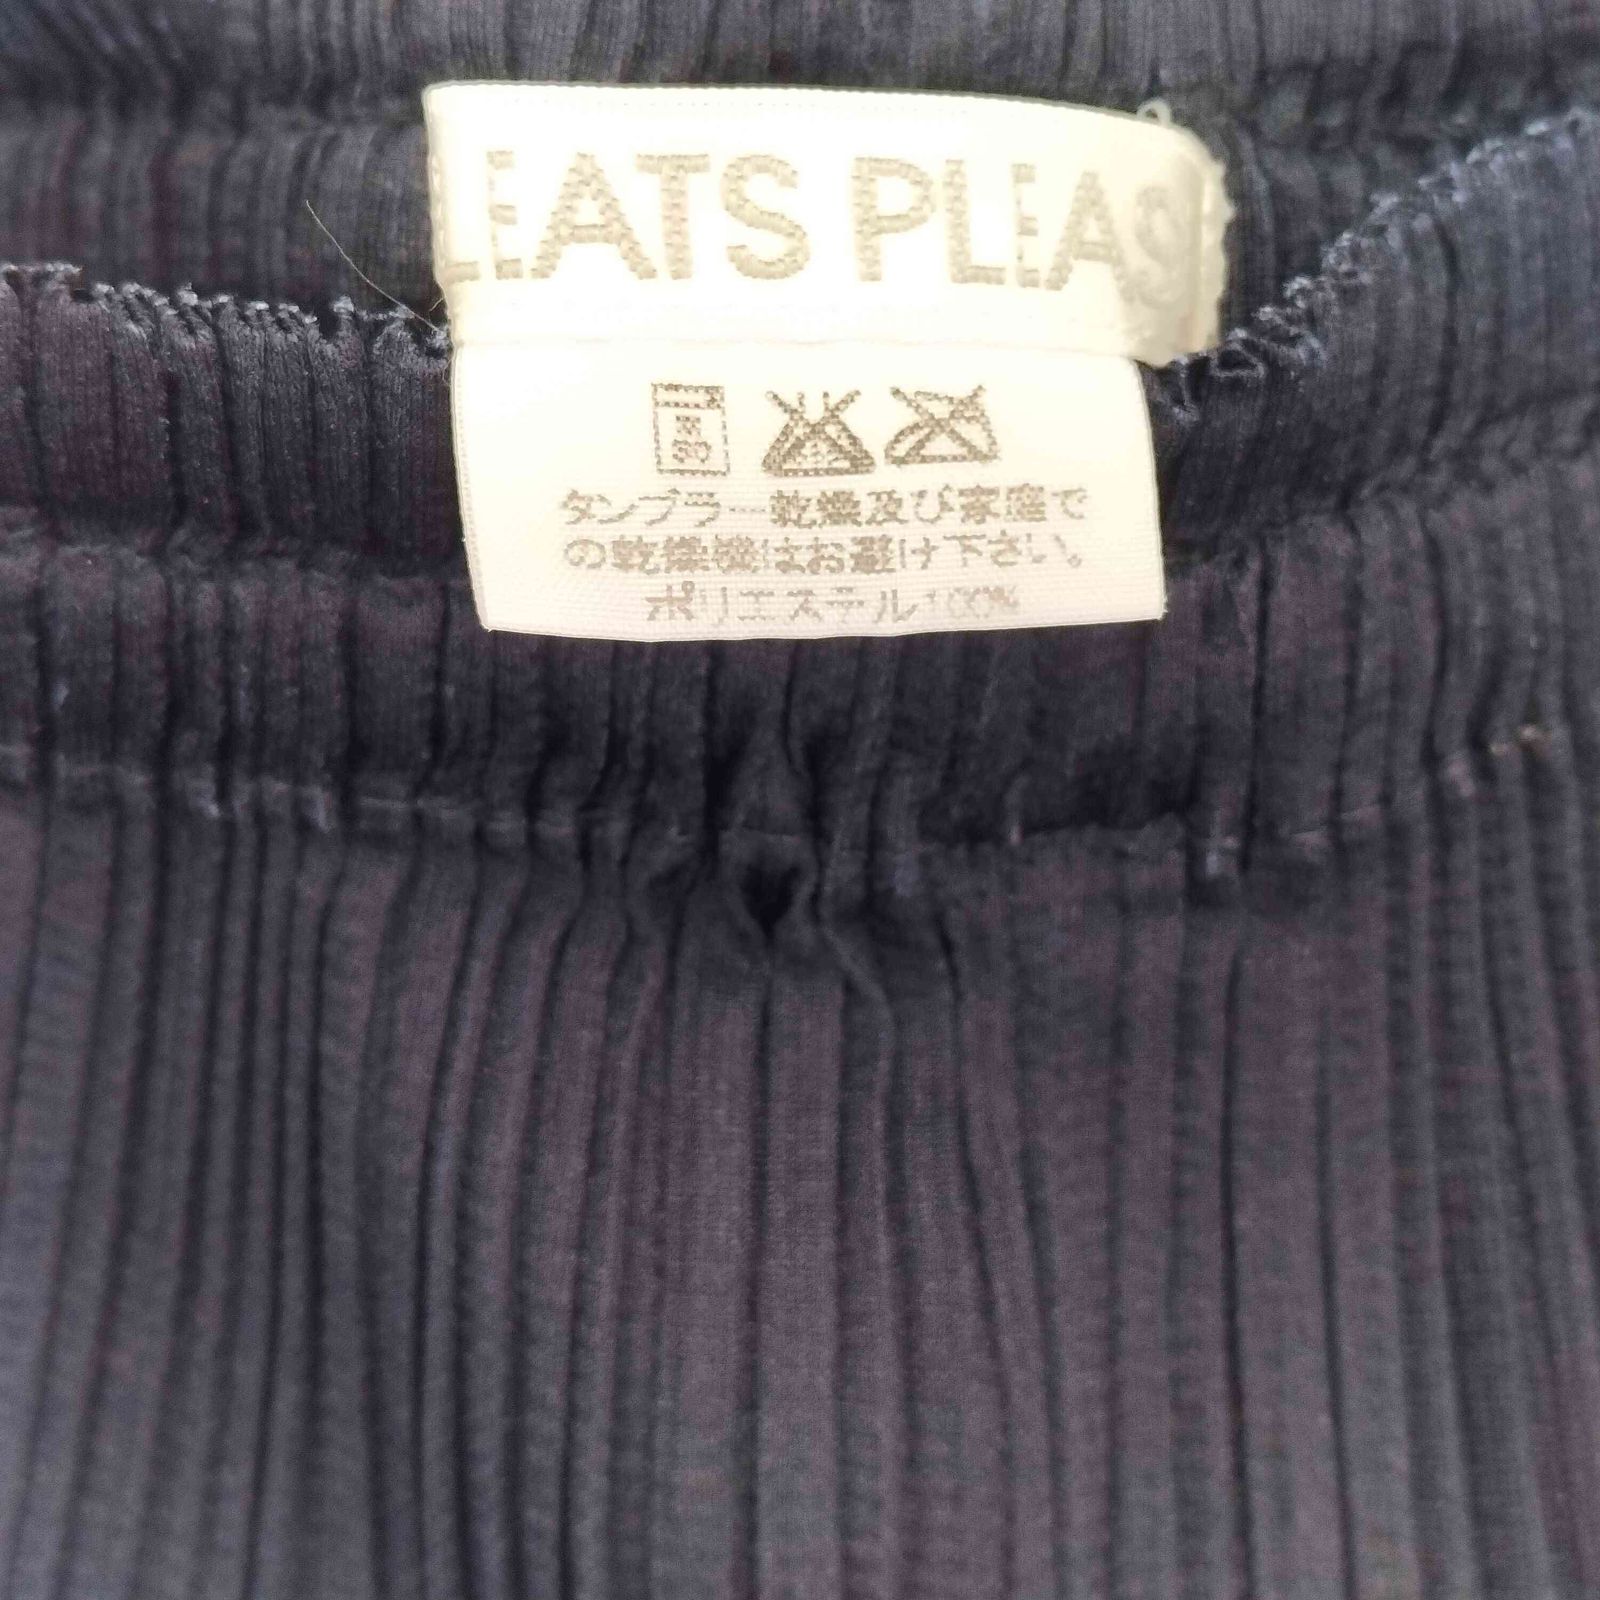 LEATS PLEAS
30
タンブラー乾燥及び家庭で
の乾燥機はお避け下さい。
ポリエステル100%